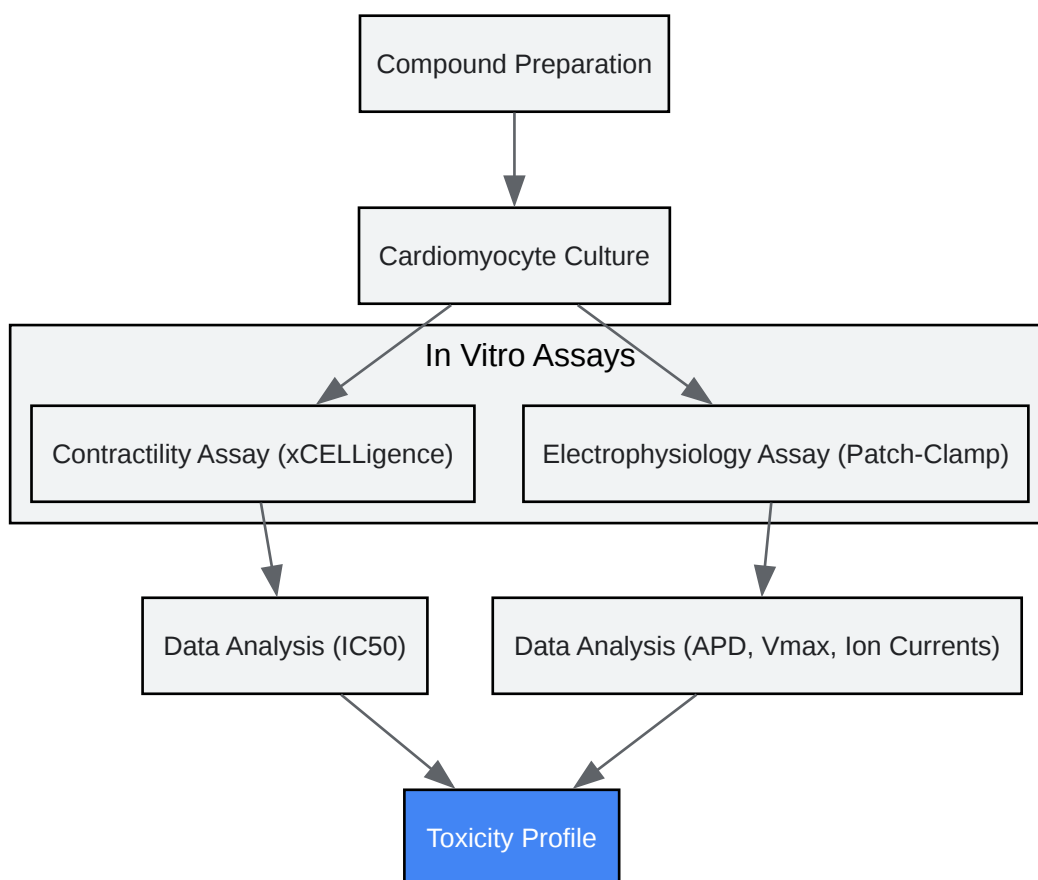 Compound Preparation
Cardiomyocyte Culture
In Vitro Assays
Contractility Assay (xCELLigence)
Electrophysiology Assay (Patch-Clamp)
Data Analysis (IC50)
Data Analysis (APD, Vmax, Ion Currents)
Toxicity Profile